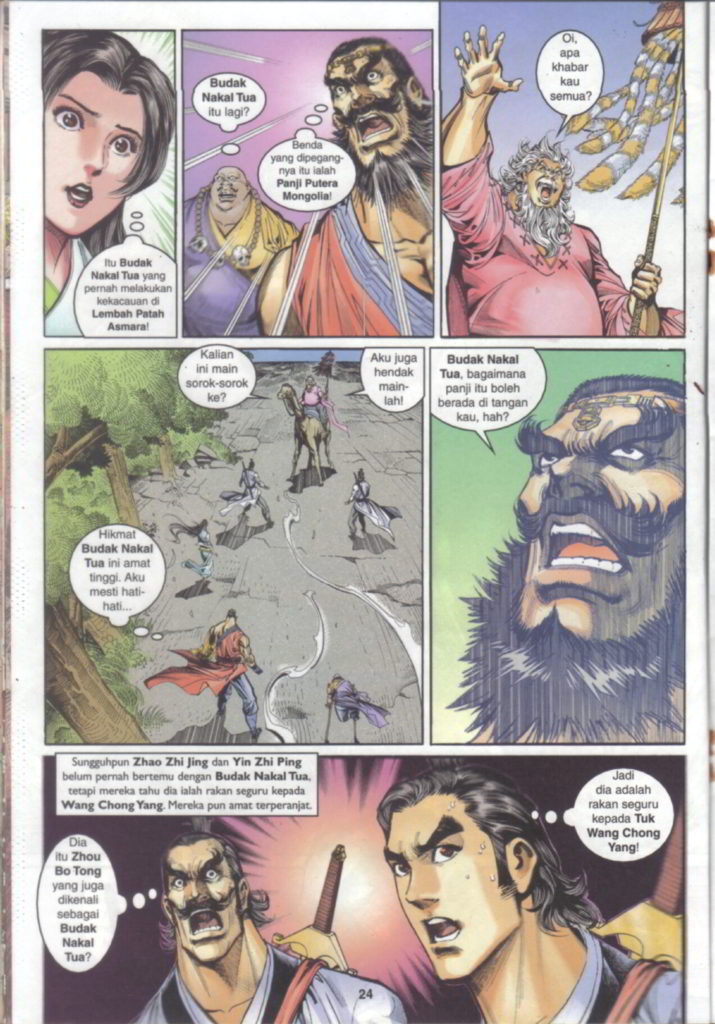 Itu Budak
Nakal Tua yang
pernah melakukan
kekacauan di
Lembah Patah
Asmara!
Budak
Nakal Tua
itu lagi?
Benda
yang dipegang-
nya itu ialah
Panji Putera
Mongolia!
Oi,
apa
khabar
kau
semua?
Kalian
ini main
sorok-sorok
ke?
Aku juga
hendak
main-
lah!
Hikmat
Budak Nakal
Tua ini amat
tinggi. Aku
mesti hati-
hati...
Budak Nakal
Tua, bagaimana
panji itu boleh
berada di tangan
kau, hah?
Sungguhpun Zhao Zhi Jing dan Yin Zhi Ping
belum pernah bertemu dengan Budak Nakal Tua,
tetapi mereka tahu dia ialah rakan seguru kepada
Wang Chong Yang. Mereka pun amat terperanjat.
Dia
itu Zhou
Bo Tong
yang juga
dikenali
sebagai
Budak
Nakal
Tua?
Jadi
dia adalah
rakan seguru
kepada Tuk
Wang Chong
Yang!
24